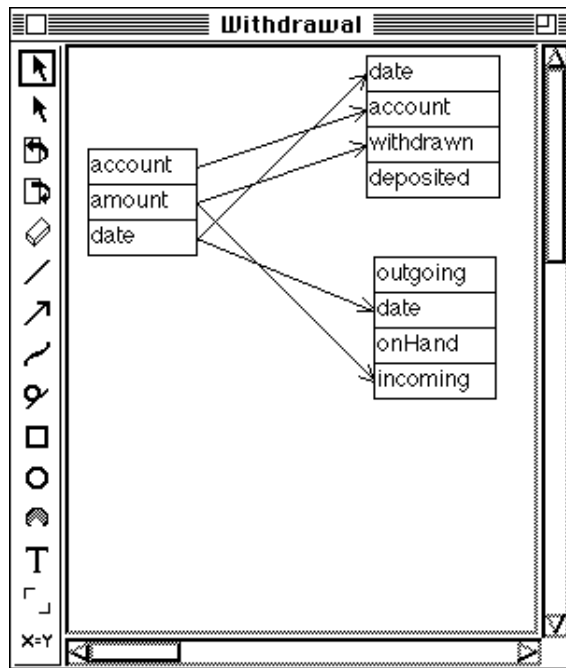 Withdrawal
account
amount
date
date
account
withdrawn
deposited
outgoing
date
onHand
incoming
T
X=Y